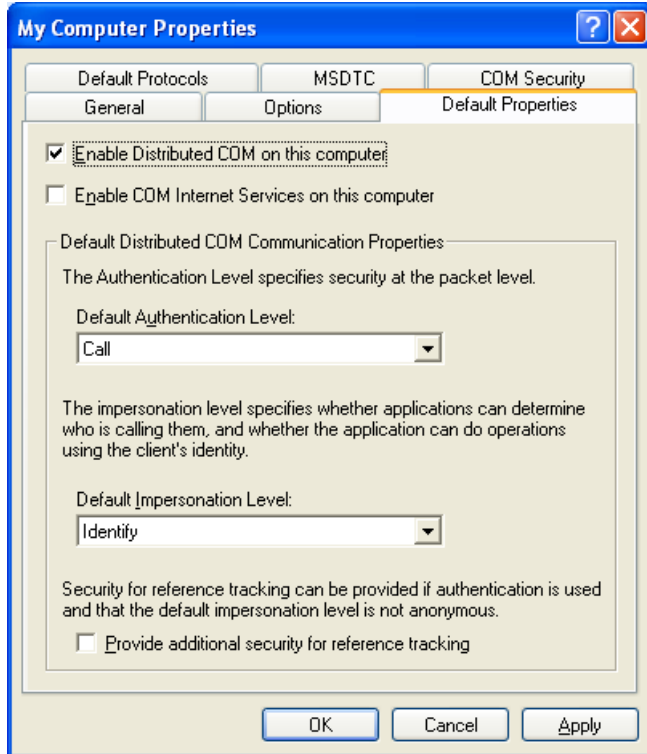 My Computer Properties
Default Protocols MSDTC COM Security
General Options Default Properties
Enable Distributed COM on this computer
Enable COM Internet Services on this computer
Default Distributed COM Communication Properties
The Authentication Level specifies security at the packet level.
Default Authentication Level:
Call
The impersonation level specifies whether applications can determine
who is calling them, and whether the application can do operations
using the client's identity.
Default Impersonation Level:
Identify
Security for reference tracking can be provided if authentication is used
and that the default impersonation level is not anonymous.
Provide additional security for reference tracking
OK Cancel Apply